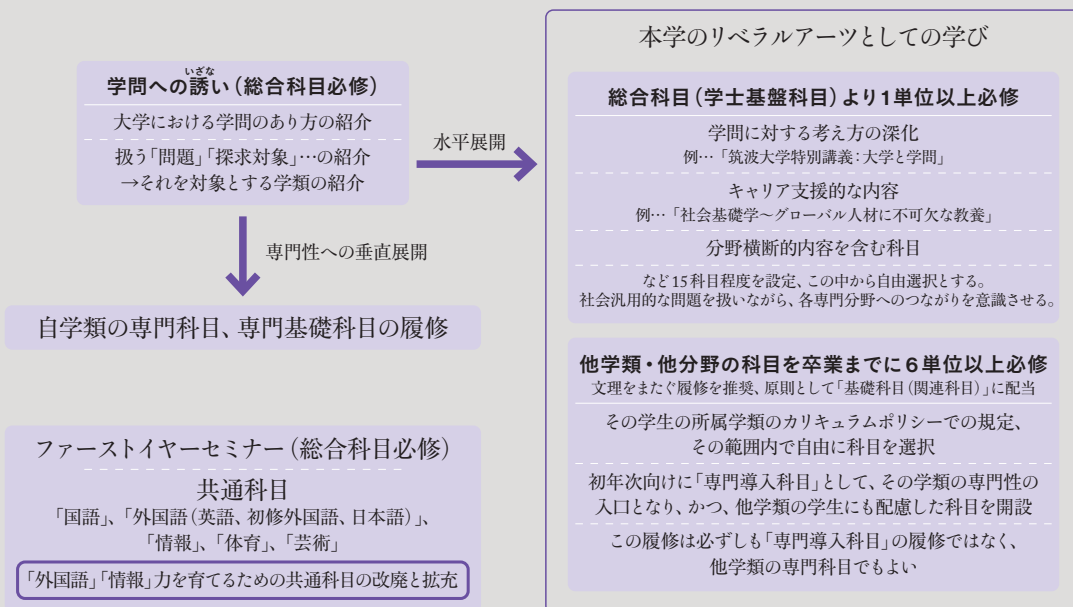 いざな
学問への誘い(総合科目必修)
大学における学問のあり方の紹介
扱う「問題」「探求対象」…の紹介
→それを対象とする学類の紹介
水平展開
専門性への垂直展開
自学類の専門科目、専門基礎科目の履修
ファーストイヤーセミナー(総合科目必修)
共通科目
「国語」、「外国語(英語、初修外国語、日本語)」、
「情報」、「体育」、「芸術」
「外国語」「情報」力を育てるための共通科目の改廃と拡充
本学のリベラルアーツとしての学び
総合科目(学士基盤科目)より1単位以上必修
学問に対する考え方の深化
例…「筑波大学特別講義:大学と学問」
キャリア支援的な内容
例…「社会基礎学〜グローバル人材に不可欠な教養」
分野横断的内容を含む科目
など15科目程度を設定、この中から自由選択とする。
社会汎用的な問題を扱いながら、各専門分野へのつながりを意識させる。
他学類・他分野の科目を卒業までに6単位以上必修
文理をまたぐ履修を推奨、原則として「基礎科目(関連科目)」に配当
その学生の所属学類のカリキュラムポリシーでの規定、
その範囲内で自由に科目を選択
初年次向けに「専門導入科目」として、その学類の専門性の
入口となり、かつ、他学類の学生にも配慮した科目を開設
この履修は必ずしも「専門導入科目」の履修ではなく、
他学類の専門科目でもよい